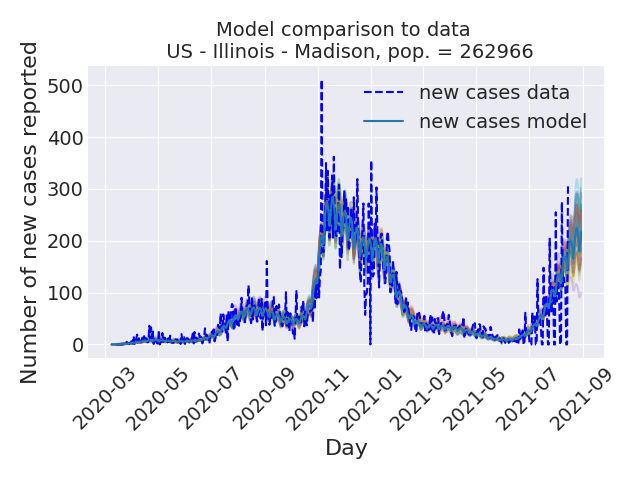 Model comparison to data
US - Illinois - Madison, pop. = 262966
Number of new cases reported
500
400
300
200
100
0
new cases data
new cases model
2020-03
2020-05
2020-07
2020-09
2020-11
2021-01
2021-03
2021-05
2021-07
2021-09
Day